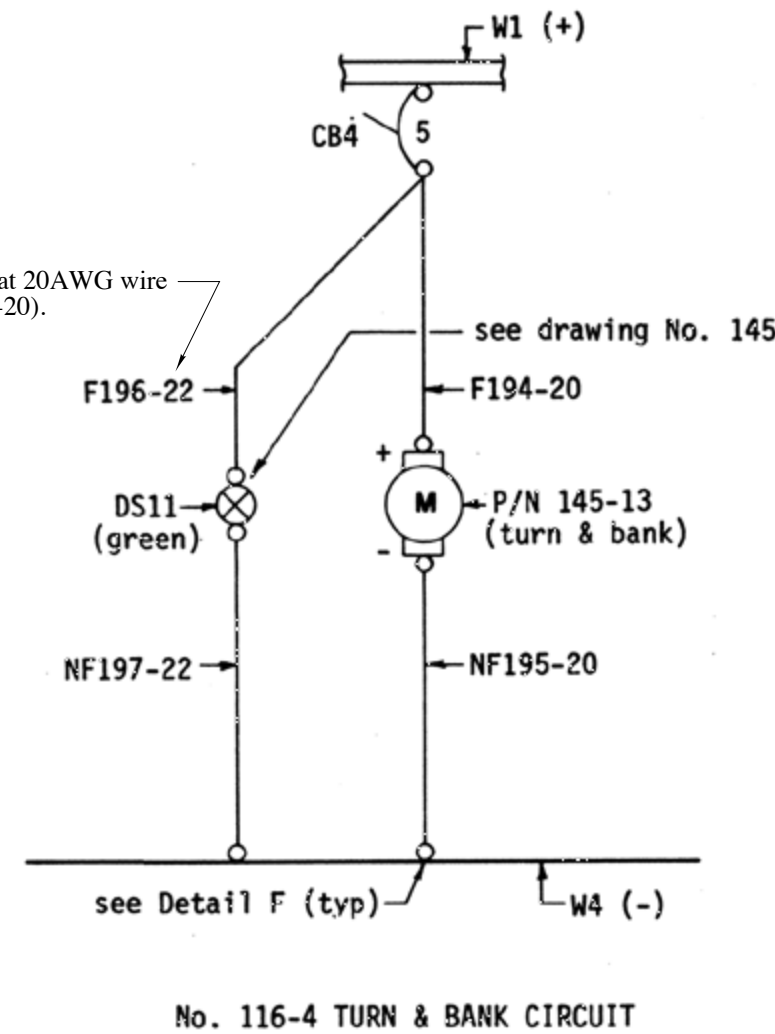 W1 (+)
CB4
5
at 20AWG wire
-20).
see drawing No. 145
F196-22
F194-20
+
DS11
(green)
M
P/N 145-13
(turn & bank)
-
NF197-22
NF195-20
see Detail F (typ)
W4 (-)
No. 116-4 TURN & BANK CIRCUIT